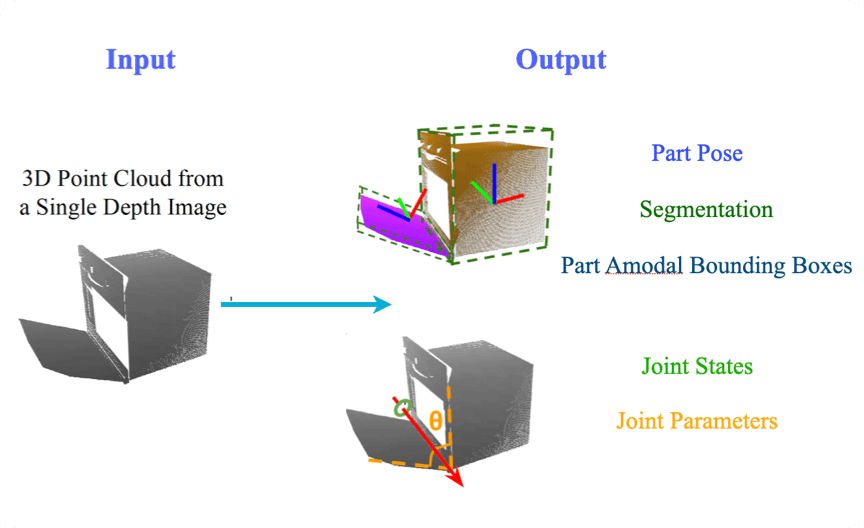 Input
Output
3D Point Cloud from
a Single Depth Image
Part Pose
Segmentation
Part Amodal Bounding Boxes
θ
Joint States
Joint Parameters